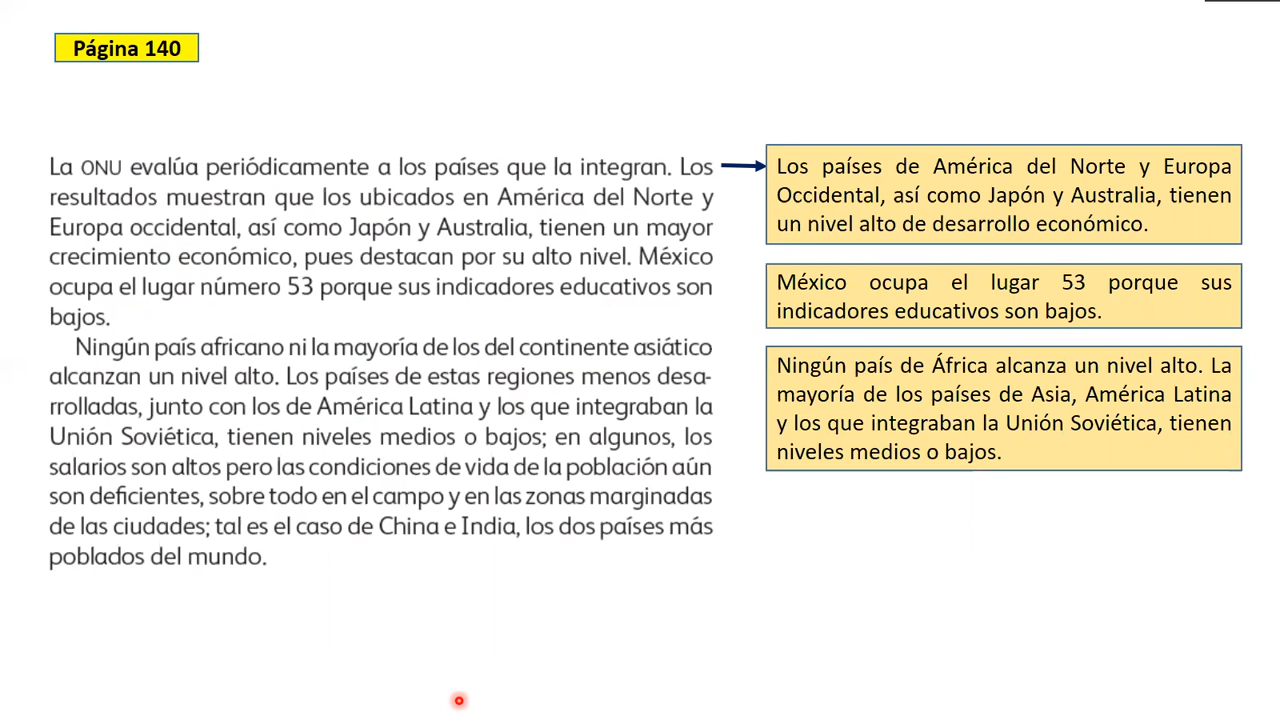 Página 140
La ONU evalúa periódicamente a los países que la integran. Los
resultados muestran que los ubicados en América del Norte y
Europa occidental, así como Japón y Australia, tienen un mayor
crecimiento económico, pues destacan por su alto nivel. México
ocupa el lugar número 53 porque sus indicadores educativos son
bajos.
Ningún país africano ni la mayoría de los del continente asiático
alcanzan un nivel alto. Los países de estas regiones menos desa-
rrolladas, junto con los de América Latina y los que integraban la
Unión Soviética, tienen niveles medios o bajos; en algunos, los
salarios son altos pero las condiciones de vida de la población aún
son deficientes, sobre todo en el campo y en las zonas marginadas
de las ciudades; tal es el caso de China e India, los dos países más
poblados del mundo.
Los países de América del Norte y Europa
Occidental, así como Japón y Australia, tienen
un nivel alto de desarrollo económico.
México ocupa el lugar 53 porque sus
indicadores educativos son bajos.
Ningún país de África alcanza un nivel alto. La
mayoría de los países de Asia, América Latina
y los que integraban la Unión Soviética, tienen
niveles medios o bajos.